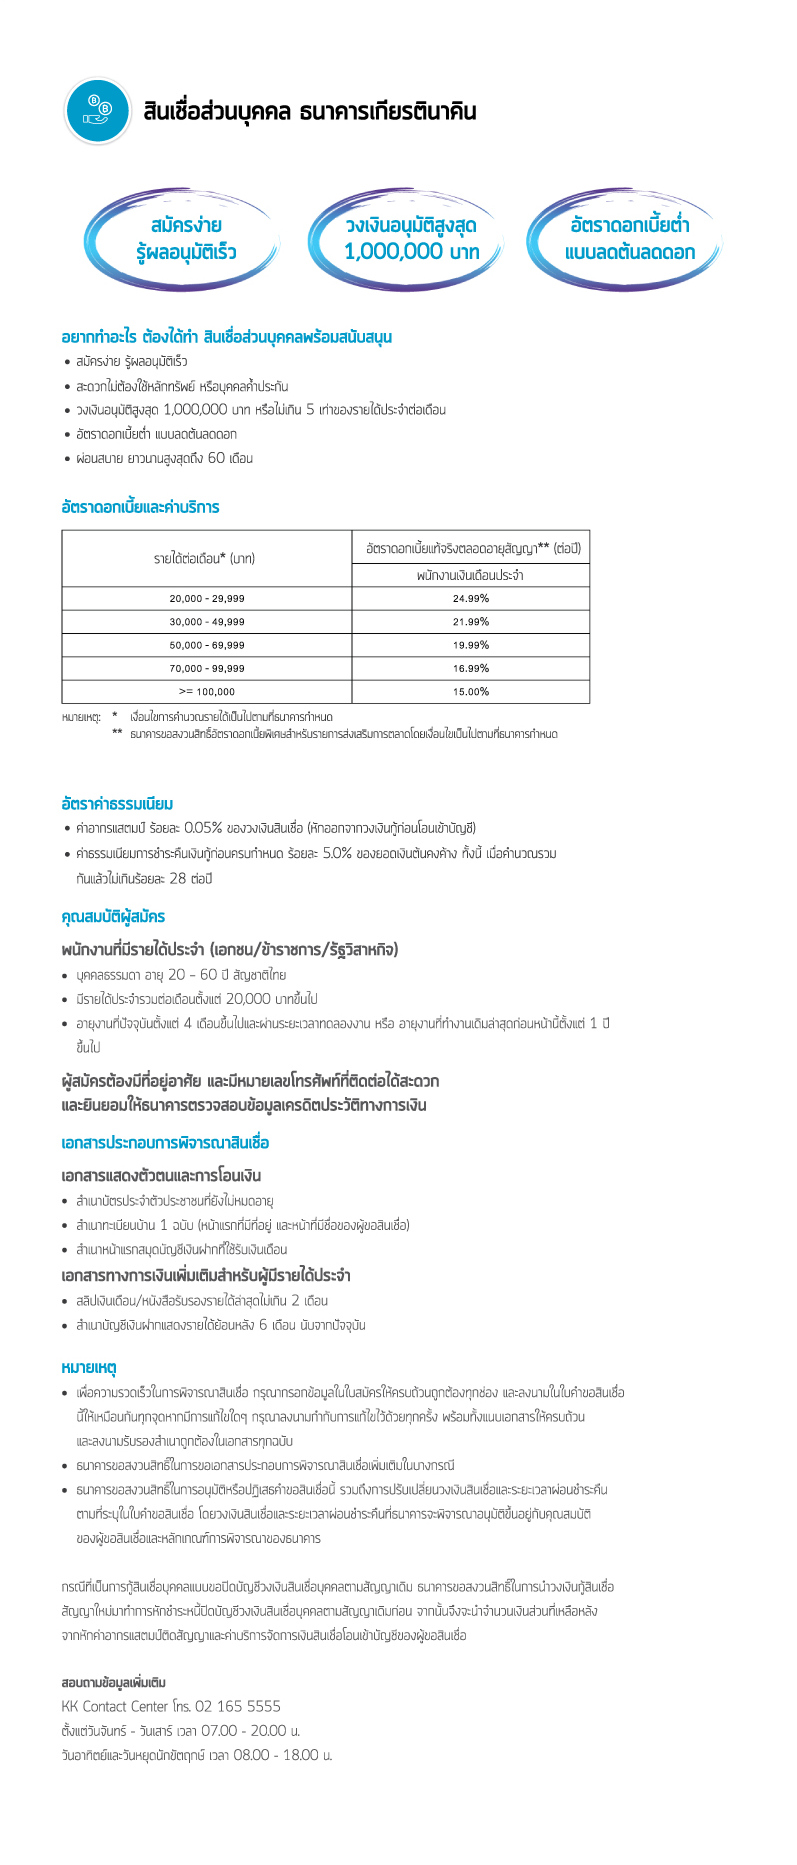 สินเชื่อส่วนบุคคล ธนาคารเกียรตินาคิน
สมัครง่าย
รู้ผลอนุมัติเร็ว
วงเงินอนุมัติสูงสุด
1,000,000 บาท
อัตราดอกเบี้ยต่ำ
แบบลดต้นลดดอก
อยากทำอะไร ต้องได้ทำ สินเชื่อส่วนบุคคลพร้อมสนับสนุน
• สมัครง่าย รู้ผลอนุมัติเร็ว
• สะดวกไม่ต้องใช้หลักทรัพย์ หรือบุคคลค้ำประกัน
• วงเงินอนุมัติสูงสุด 1,000,000 บาท หรือไม่เกิน 5 เท่าของรายได้ประจำต่อเดือน
• อัตราดอกเบี้ยต่ำ แบบลดต้นลดดอก
• ผ่อนสบาย ยาวนานสูงสุดถึง 60 เดือน
อัตราดอกเบี้ยและค่าบริการ
รายได้ต่อเดือน* (บาท)
อัตราดอกเบี้ยแท้จริงตลอดอายุสัญญา** (ต่อปี)
พนักงานเงินเดือนประจำ
20,000 - 29,999 24.99%
30,000 - 49,999 21.99%
50,000 - 69,999 19.99%
70,000 - 99,999 16.99%
>= 100,000 15.00%
หมายเหตุ: * เงื่อนไขการคำนวณรายได้เป็นไปตามที่ธนาคารกำหนด
** ธนาคารขอสงวนสิทธิ์อัตราดอกเบี้ยพิเศษสำหรับรายการส่งเสริมการตลาดโดยเงื่อนไขเป็นไปตามที่ธนาคารกำหนด
อัตราค่าธรรมเนียม
• ค่าอากรแสตมป์ ร้อยละ 0.05% ของวงเงินสินเชื่อ (หักออกจากวงเงินกู้ก่อนโอนเข้าบัญชี)
• ค่าธรรมเนียมการชำระคืนเงินกู้ก่อนครบกำหนด ร้อยละ 5.0% ของยอดเงินต้นคงค้าง ทั้งนี้ เมื่อคำนวณรวม
กันแล้วไม่เกินร้อยละ 28 ต่อปี
คุณสมบัติผู้สมัคร
พนักงานที่มีรายได้ประจำ (เอกชน/ข้าราชการ/รัฐวิสาหกิจ)
• บุคคลธรรมดา อายุ 20 – 60 ปี สัญชาติไทย
• มีรายได้ประจำรวมต่อเดือนตั้งแต่ 20,000 บาทขึ้นไป
• อายุงานที่ปัจจุบันตั้งแต่ 4 เดือนขึ้นไปและผ่านระยะเวลาทดลองงาน หรือ อายุงานที่ทำงานเดิมล่าสุดก่อนหน้านี้ตั้งแต่ 1 ปี
ขึ้นไป
ผู้สมัครต้องมีที่อยู่อาศัย และมีหมายเลขโทรศัพท์ที่ติดต่อได้สะดวก
และยินยอมให้ธนาคารตรวจสอบข้อมูลเครดิตประวัติทางการเงิน
เอกสารประกอบการพิจารณาสินเชื่อ
เอกสารแสดงตัวตนและการโอนเงิน
• สำเนาบัตรประจำตัวประชาชนที่ยังไม่หมดอายุ
• สำเนาทะเบียนบ้าน 1 ฉบับ (หน้าแรกที่มีที่อยู่ และหน้าที่มีชื่อของผู้ขอสินเชื่อ)
• สำเนาหน้าแรกสมุดบัญชีเงินฝากที่ใช้รับเงินเดือน
เอกสารทางการเงินเพิ่มเติมสำหรับผู้มีรายได้ประจำ
• สลิปเงินเดือน/หนังสือรับรองรายได้ล่าสุดไม่เกิน 2 เดือน
• สำเนาบัญชีเงินฝากแสดงรายได้ย้อนหลัง 6 เดือน นับจากปัจจุบัน
หมายเหตุ
• เพื่อความรวดเร็วในการพิจารณาสินเชื่อ กรุณากรอกข้อมูลในใบสมัครให้ครบถ้วนถูกต้องทุกช่อง และลงนามในใบคำขอสินเชื่อ
นี้ให้เหมือนกันทุกจุดหากมีการแก้ไขใดๆ กรุณาลงนามกำกับการแก้ไขไว้ด้วยทุกครั้ง พร้อมทั้งแนบเอกสารให้ครบถ้วน
และลงนามรับรองสำเนาถูกต้องในเอกสารทุกฉบับ
• ธนาคารขอสงวนสิทธิ์ในการขอเอกสารประกอบการพิจารณาสินเชื่อเพิ่มเติมในบางกรณี
• ธนาคารขอสงวนสิทธิ์ในการอนุมัติหรือปฏิเสธคำขอสินเชื่อนี้ รวมถึงการปรับเปลี่ยนวงเงินสินเชื่อและระยะเวลาผ่อนชำระคืน
ตามที่ระบุในใบคำขอสินเชื่อ โดยวงเงินสินเชื่อและระยะเวลาผ่อนชำระคืนที่ธนาคารจะพิจารณาอนุมัติขึ้นอยู่กับคุณสมบัติ
ของผู้ขอสินเชื่อและหลักเกณฑ์การพิจารณาของธนาคาร
กรณีที่เป็นการกู้สินเชื่อบุคคลแบบขอปิดบัญชีวงเงินสินเชื่อบุคคลตามสัญญาเดิม ธนาคารขอสงวนสิทธิ์ในการนำวงเงินกู้สินเชื่อ
สัญญาใหม่มาทำการหักชำระหนี้ปิดบัญชีวงเงินสินเชื่อบุคคลตามสัญญาเดิมก่อน จากนั้นจึงจะนำจำนวนเงินส่วนที่เหลือหลัง
จากหักค่าอากรแสตมป์ติดสัญญาและค่าบริการจัดการเงินสินเชื่อโอนเข้าบัญชีของผู้ขอสินเชื่อ
สอบถามข้อมูลเพิ่มเติม
KK Contact Center โทร. 02 165 5555
ตั้งแต่วันจันทร์ - วันเสาร์ เวลา 07.00 - 20.00 น.
วันอาทิตย์และวันหยุดนักขัตฤกษ์ เวลา 08.00 - 18.00 น.